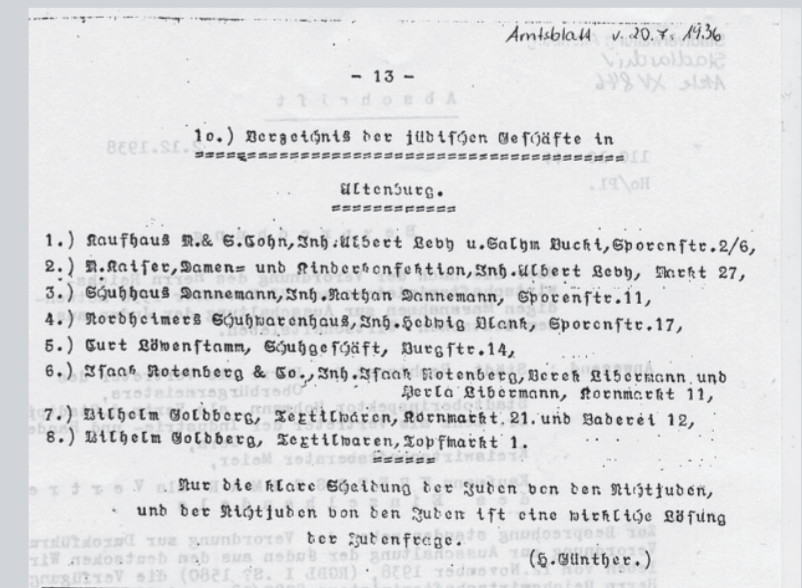 Amtsblatt v. 20.7.1936
- 13 -
1o.) Verzeichnis der jüdischen Geschäfte in
Altenburg.
1.) Kaufhaus M.& S.Cohn,Inh.Albert Levy u.Salym Bucki,Sporenstr.2/6,
2.) M.Kaiser,Damen= und Kinderkonfektion,Inh.Albert Levy, Markt 27,
3.) Schuhhaus Dannemann,Inh.Nathan Dannemann, Sporenstr.11,
4.) Nordheimers Schuhwarenhaus,Inh.Hedwig Blank, Sporenstr.17,
5.) Curt Löwenstamm, Schuhgeschäft, Burgstr.14,
6.) Isaak Rotenberg & Co.,Inh.Isaak Rotenberg,Berek Libermann und
Perla Libermann, Kornmarkt 11,
7.) Wilhelm Goldberg, Textilwaren, Kornmarkt 21 und Baderei 12,
8.) Wilhelm Goldberg, Textilwaren,Topfmarkt 1.
Nur die klare Scheidung der Juden von den Nichtjuden,
und der Nichtjuden von den Juden ist eine wirkliche Lösung
der Judenfrage.
(H.Günther.)